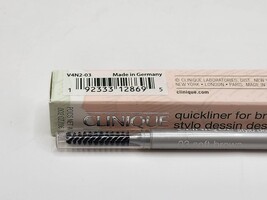 V4N2-03
Made in Germany
1 92333 12869 5
© CLINIQUE LABORATORIES, DIST. NEW
NEW YORK • LONDON • PARIS
clinique.com
CLINIQUE
quickliner for br
stylo dessin des